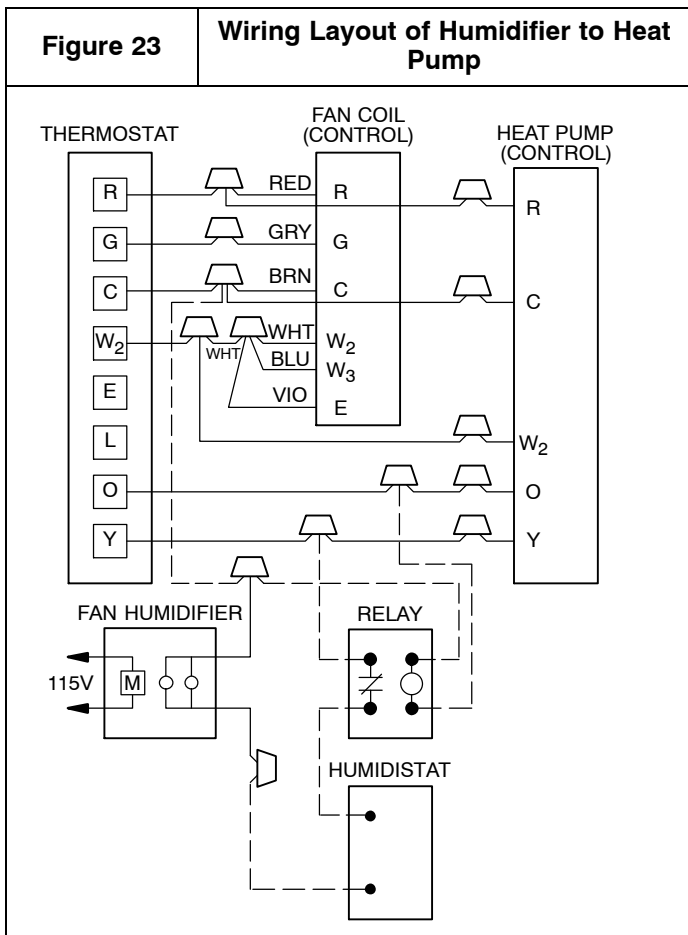 Figure 23
Wiring Layout of Humidifier to Heat
Pump
THERMOSTAT
FAN COIL
(CONTROL)
HEAT PUMP
(CONTROL)
R
RED
R
R
G
GRY
G
C
BRN
C
C
W2
WHT
WHT
W2
BLU
W3
E
VIO
E
L
W2
O
O
Y
Y
FAN HUMIDIFIER
RELAY
115V
M
HUMIDISTAT